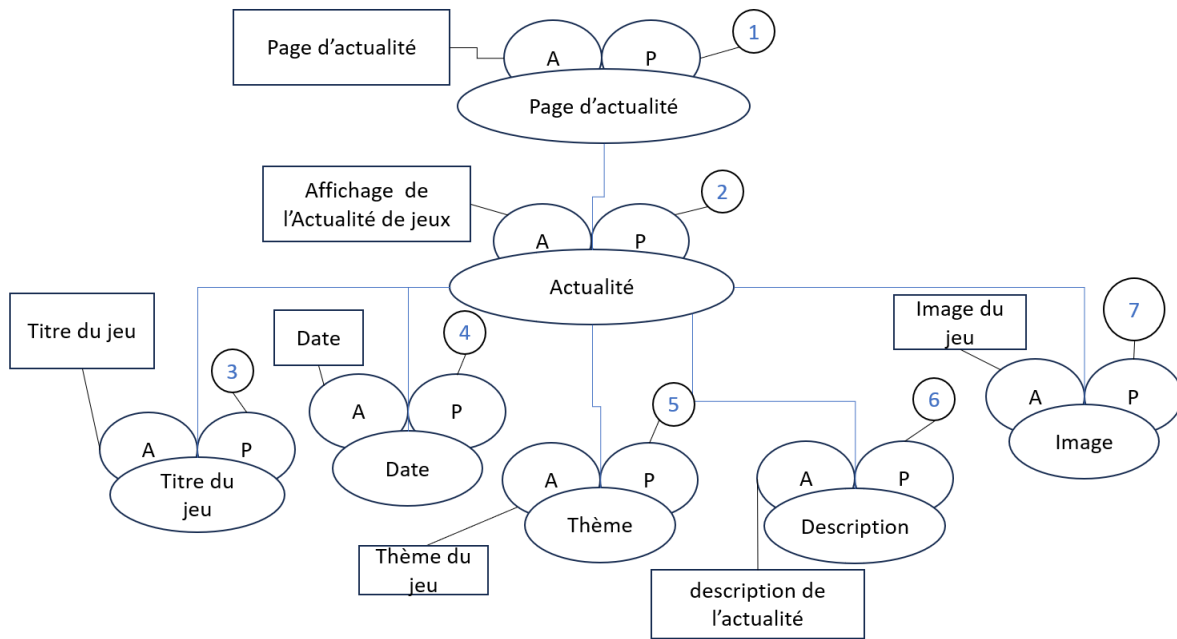 Page d'actualité
A
P
1
Page d'actualité
Affichage de
l'Actualité de jeux
A
P
2
Actualité
Titre du jeu
A
P
3
Titre du
jeu
Date
A
P
4
Date
Thème du
jeu
A
P
5
Thème
description de
l'actualité
A
P
6
Description
Image du
jeu
A
P
7
Image